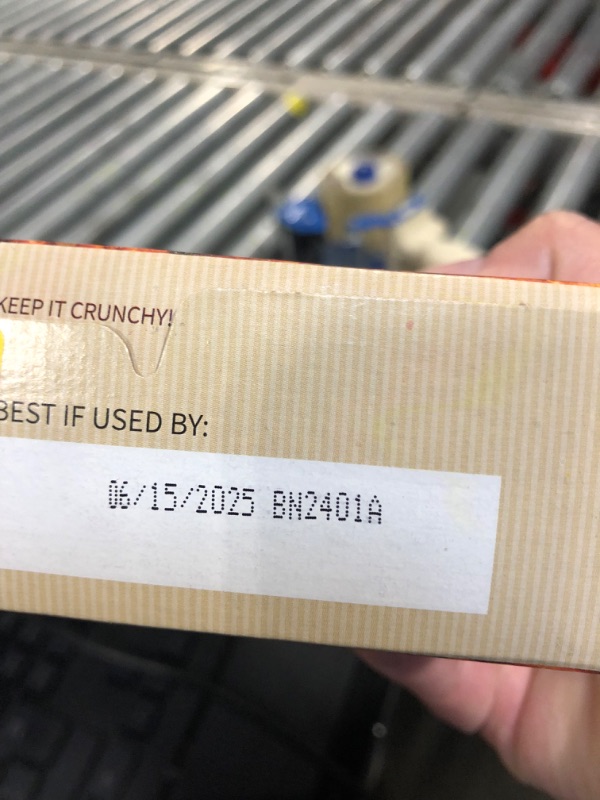 KEEP IT CRUNCHY!
BEST IF USED BY:
06/15/2025 BN2401A